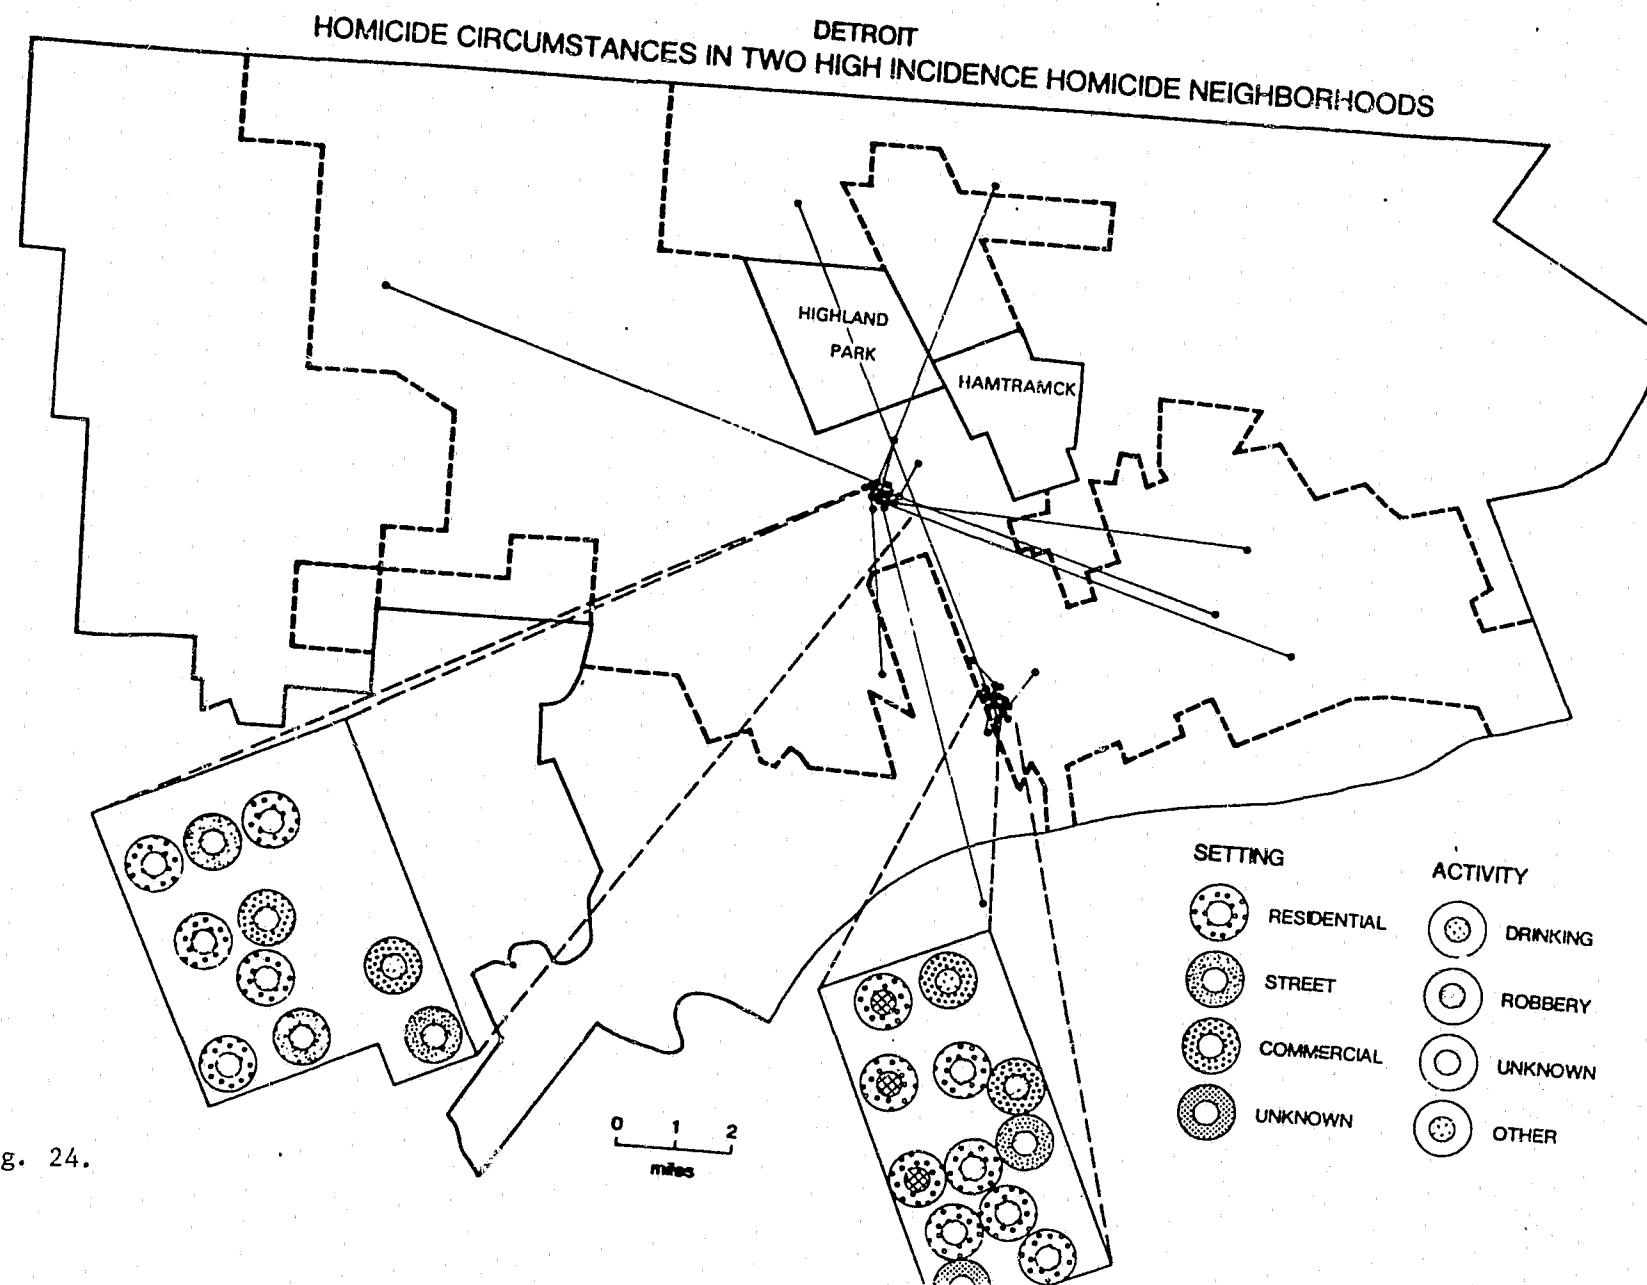 DETROIT
HOMICIDE CIRCUMSTANCES IN TWO HIGH INCIDENCE HOMICIDE NEIGHBORHOODS
HIGHLAND
PARK
HAMTRAMCK
SETTING
RESIDENTIAL
STREET
COMMERCIAL
UNKNOWN
ACTIVITY
DRINKING
ROBBERY
UNKNOWN
OTHER
0 1 2
miles
g. 24.